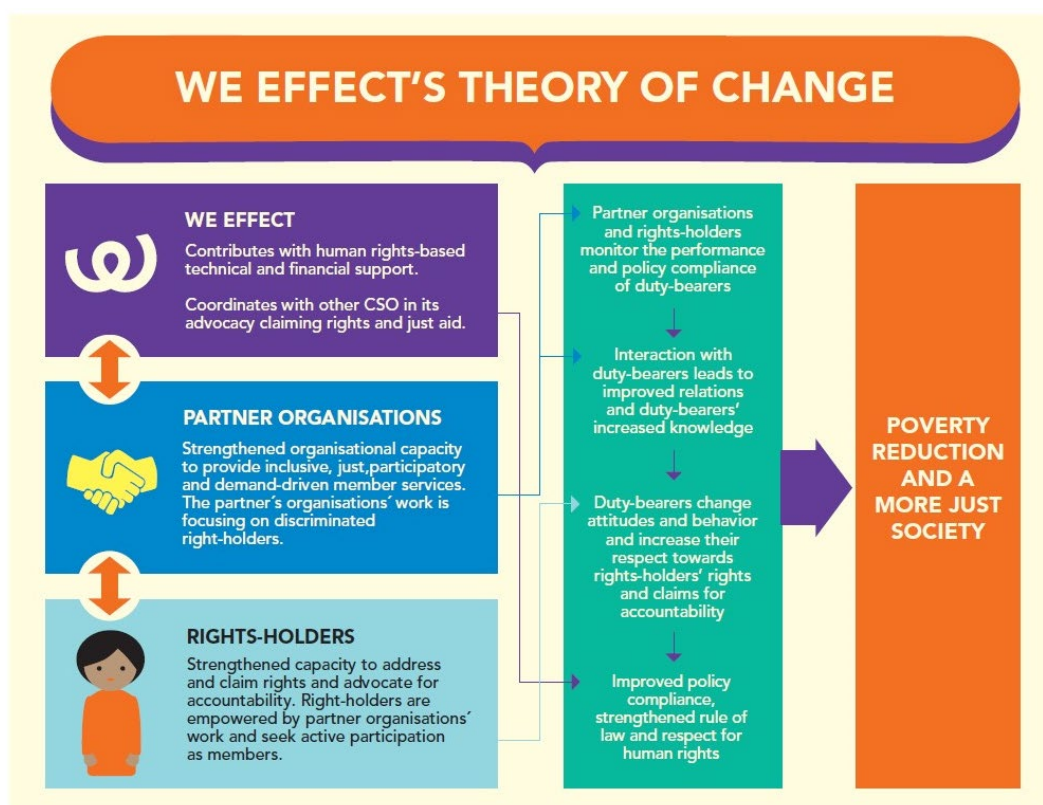 WE EFFECT'S THEORY OF CHANGE
WE EFFECT
Contributes with human rights-based
technical and financial support.
Coordinates with other CSO in its
advocacy claiming rights and just aid.
PARTNER ORGANISATIONS
Strengthened organisational capacity
to provide inclusive, just,participatory
and demand-driven member services.
The partner´s organisations´ work is
focusing on discriminated
right-holders.
RIGHTS-HOLDERS
Strengthened capacity to address
and claim rights and advocate for
accountability. Right-holders are
empowered by partner organisations´
work and seek active participation
as members.
Partner organisations
and rights-holders
monitor the performance
and policy compliance
of duty-bearers
Interaction with
duty-bearers leads to
improved relations
and duty-bearers'
increased knowledge
Duty-bearers change
attitudes and behavior
and increase their
respect towards
rights-holders' rights
and claims for
accountability
Improved policy
compliance,
strengthened rule of
law and respect for
human rights
POVERTY
REDUCTION
AND A
MORE JUST
SOCIETY